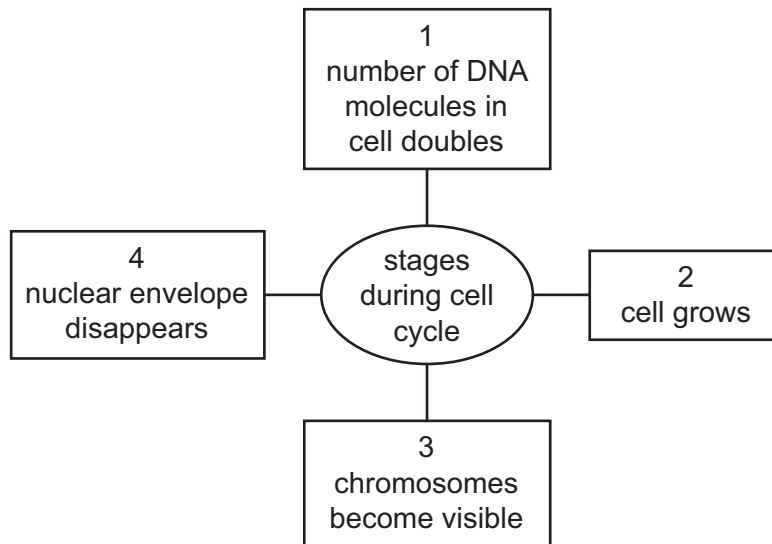 1
number of DNA
molecules in
cell doubles
4
nuclear envelope
disappears
stages
during cell
cycle
2
cell grows
3
chromosomes
become visible